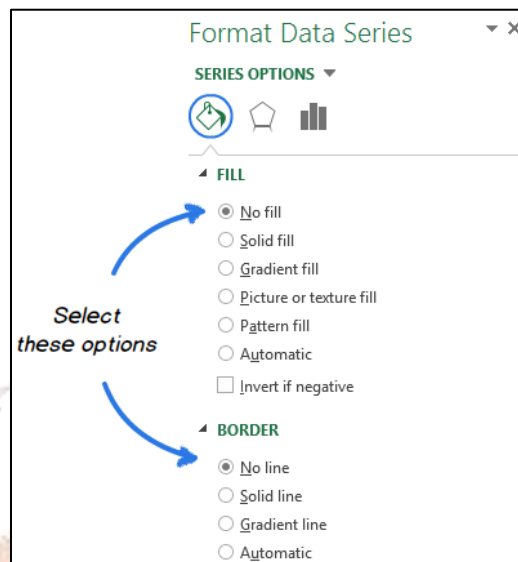 Format Data Series
SERIES OPTIONS
FILL
No fill
Solid fill
Gradient fill
Picture or texture fill
Pattern fill
Automatic
Invert if negative
Select
these options
BORDER
No line
Solid line
Gradient line
Automatic